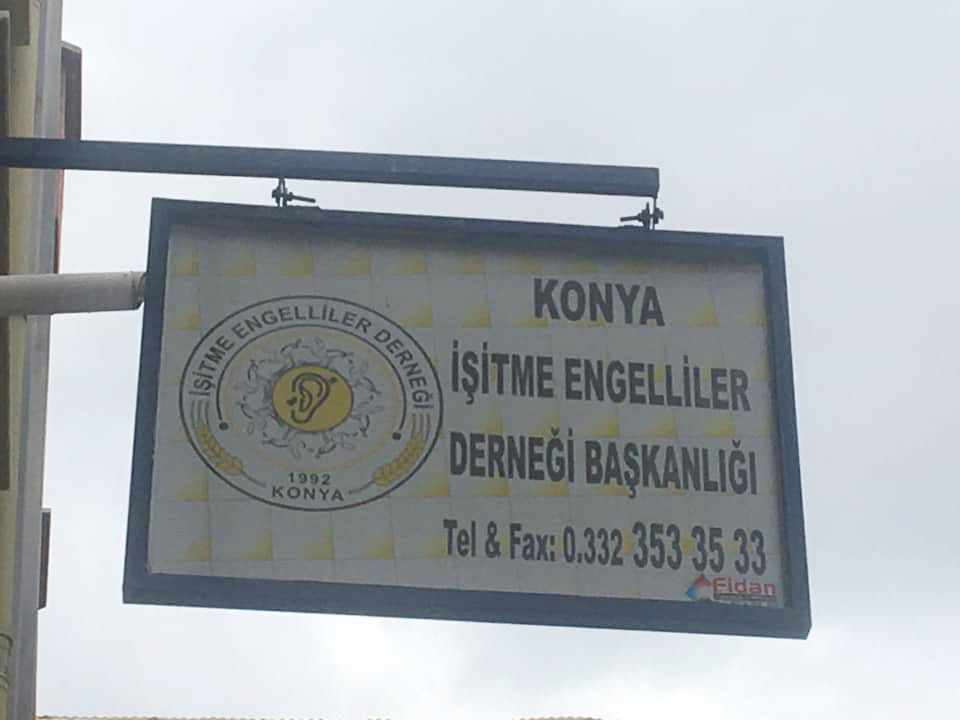 İŞİTME ENGELLİLER DERNEĞİ
1992
KONYA
KONYA
İŞİTME ENGELLİLER
DERNEĞİ BAŞKANLIĞI
Tel & Fax: 0.332 353 35 33
Fidan